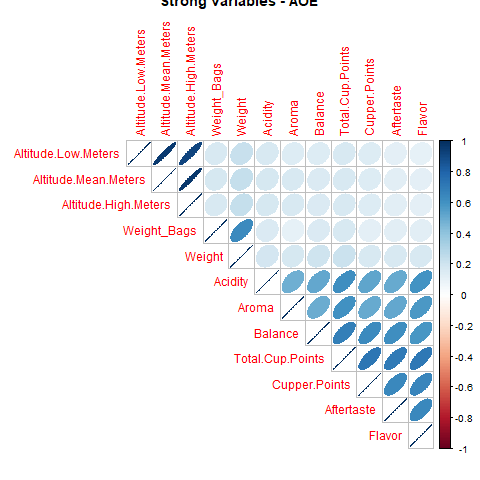 Strong Variables - AOE
Altitude.Low.Meters
Altitude.Mean.Meters
Altitude.High.Meters
Weight_Bags
Weight
Acidity
Aroma
Balance
Total.Cup.Points
Cupper.Points
Aftertaste
Flavor
Altitude.Low.Meters
Altitude.Mean.Meters
Altitude.High.Meters
Weight_Bags
Weight
Acidity
Aroma
Balance
Total.Cup.Points
Cupper.Points
Aftertaste
Flavor
1
0.8
0.6
0.4
0.2
0
-0.2
-0.4
-0.6
-0.8
-1